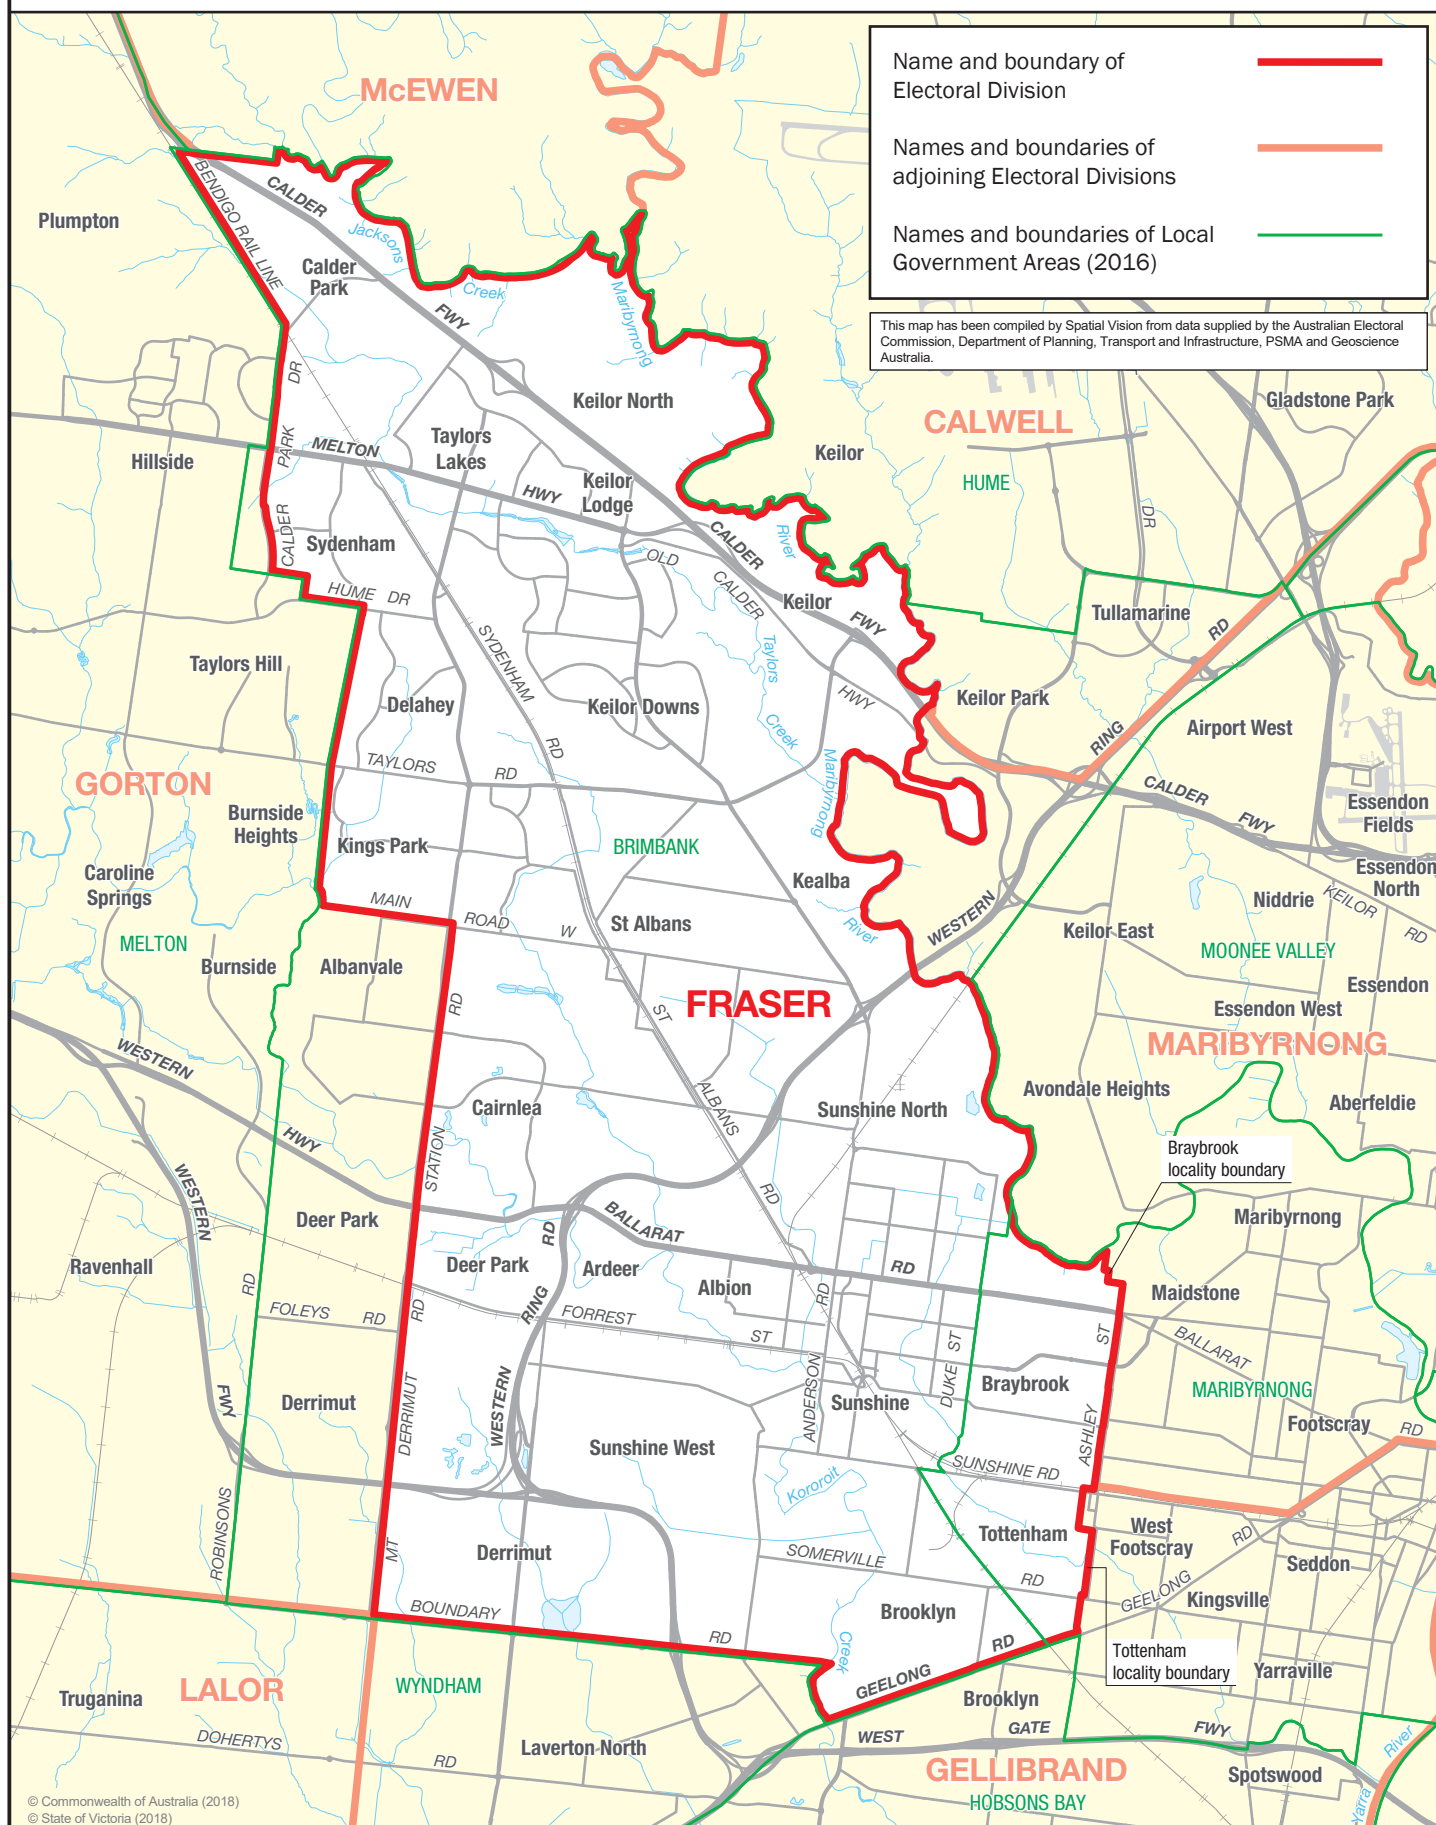 McEWEN
Name and boundary of
Electoral Division
Names and boundaries of
adjoining Electoral Divisions
Names and boundaries of Local
Government Areas (2016)
This map has been compiled by Spatial Vision from data supplied by the Australian Electoral
Commission, Department of Planning, Transport and Infrastructure, PSMA and Geoscience
Australia.
BENDIGO RAIL LINE
CALDER
Plumpton
Jacksons
Calder
Park
Creek
FWY
Maribyrnong
DR
Keilor North
Gladstone Park
CALWELL
PARK
MELTON
Taylors
Lakes
Hillside
Keilor
HUME
HWY
Keilor
Lodge
DR
CALDER
Sydenham
OLD
CALDER
River
CALDER
HUME DR
Keilor
FWY
Tullamarine
RD
SYDENHAM
Taylors
Taylors Hill
HWY
Keilor Park
Delahey
Keilor Downs
Creek
Airport West
RING
TAYLORS
RD
RD
Maribyrnong
GORTON
CALDER
FWY
Essendon
Fields
Burnside
Heights
Kings Park
BRIMBANK
Essendon
North
Caroline
Springs
Kealba
Niddrie
KEILOR
RD
MAIN
ROAD
W
St Albans
River
WESTERN
Keilor East
MELTON
MOONEE VALLEY
Burnside
Albanvale
Essendon
RD
ST
FRASER
Essendon West
WESTERN
MARIBYRNONG
Avondale Heights
Cairnlea
ALBANS
Sunshine North
Aberfeldie
HWY
STATION
Braybrook
locality boundary
WESTERN
RD
Deer Park
RD
BALLARAT
Maribyrnong
Ravenhall
Deer Park
Ardeer
RD
Albion
RD
Maidstone
RD
FOLEYS
RD
RD
RING
FORREST
ST
ST
BALLARAT
DUKE ST
FWY
Derrimut
DERRIMUT
WESTERN
ANDERSON
Sunshine
Braybrook
MARIBYRNONG
Footscray
RD
Sunshine West
ASHLEY
SUNSHINE RD
Kororoit
ROBINSONS
MT
Derrimut
SOMERVILLE
Tottenham
RD
West
Footscray
RD
Seddon
GEELONG
Kingsville
BOUNDARY
RD
Brooklyn
Creek
RD
Tottenham
locality boundary
GEELONG
Yarraville
LALOR
WYNDHAM
Truganina
Brooklyn
DOHERTYS
RD
Laverton North
WEST
GATE
FWY
River
GELLIBRAND
Spotswood
HOBSONS BAY
Yarra
© Commonwealth of Australia (2018)
© State of Victoria (2018)